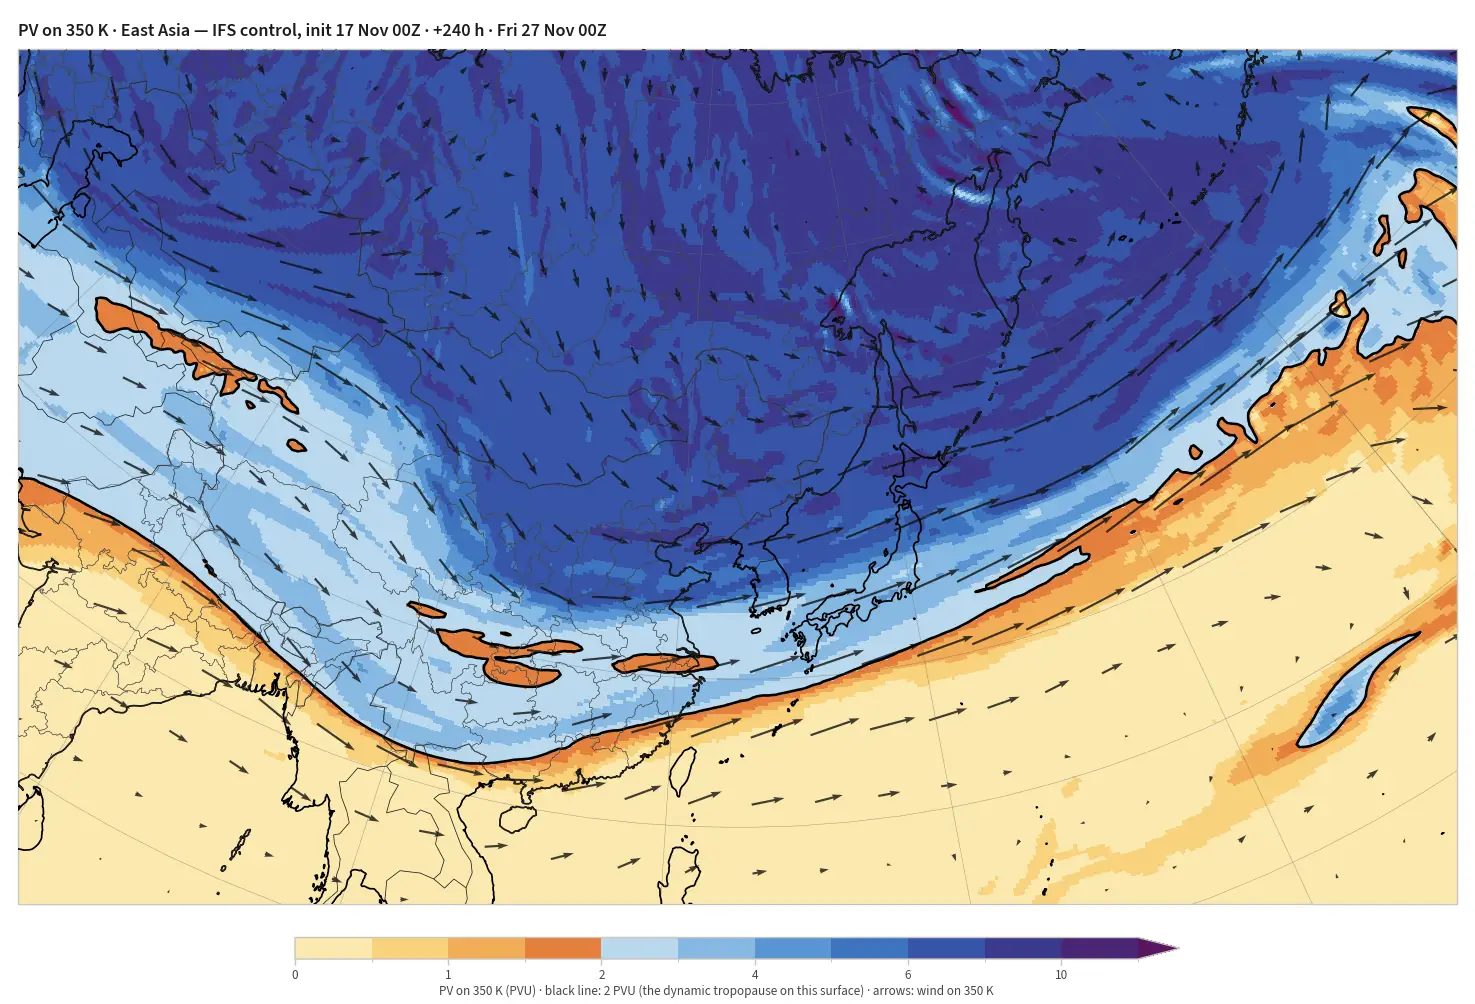 PV on 350 K · East Asia — IFS control, init 17 Nov 00Z · +240 h · Fri 27 Nov 00Z
0 1 2 4 6 10
PV on 350 K (PVU) · black line: 2 PVU (the dynamic tropopause on this surface) · arrows: wind on 350 K